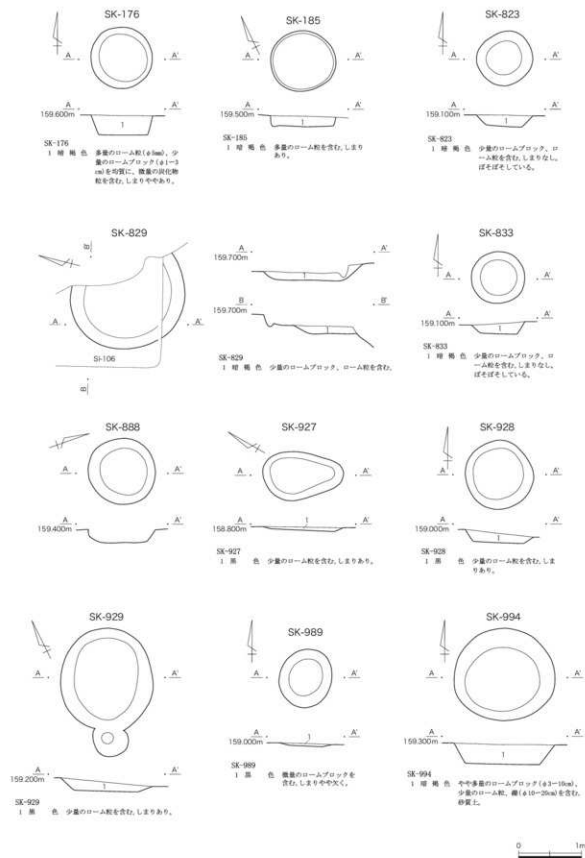 SK-176
A A'
A A'
159.600m
1
SK-176
1 暗褐色 多量のローム粒(φ8mm)、少
量のロームブロック(φ1〜3
cm)を均質に、微量の炭化物
粒を含む、しまりややあり。
SK-185
A A'
A A'
159.500m
1
SK-185
1 暗褐色 多量のローム粒を含む、しまり
あり。
SK-823
A A'
A A'
159.100m
1
SK-823
1 暗褐色 少量のロームブロック、ロ
ーム粒を含む、しまりなし。
ぼそぼそしている。
SK-829
B'
A A'
SI-106
B
A A'
159.700m
1
B B'
159.700m
1
SK-829
1 暗褐色 少量のロームブロック、ローム粒を含む、
SK-833
A A'
A A'
159.100m
1
SK-833
1 暗褐色 少量のロームブロック、ロ
ーム粒を含む、しまりなし。
ぼそぼそしている。
SK-888
A A'
A A'
159.400m
SK-927
A A'
A A'
158.800m
1
SK-927
1 黒色 少量のローム粒を含む、しまりあり。
SK-928
A A'
A A'
159.000m
1
SK-928
1 黒色 少量のローム粒を含む、しま
りあり。
SK-929
A A'
A A'
159.200m
1
SK-929
1 黒色 少量のローム粒を含む、しまりあり。
SK-989
A A'
A A'
159.000m
1
SK-989
1 黒色 微量のロームブロックを
含む、しまりやや欠く。
SK-994
A A'
A A'
159.300m
1
SK-994
1 暗褐色 やや多量のロームブロック(φ3〜10cm)、
少量のローム粒、礫(φ10〜20cm)を含む、
砂質土。
0 1m